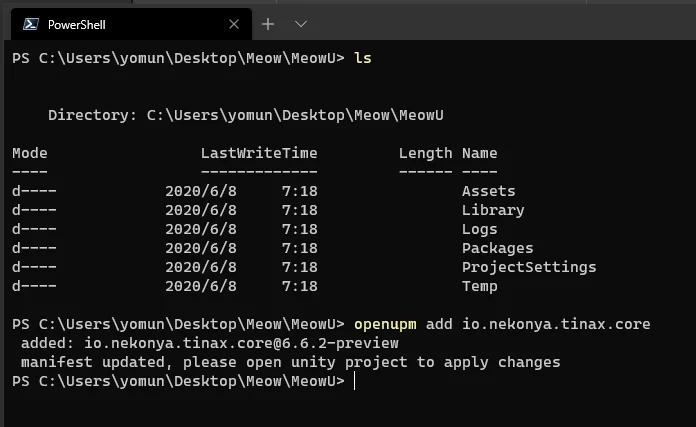 PowerShell
PS C:\Users\yomun\Desktop\Meow\MeowU> ls
Directory: C:\Users\yomun\Desktop\Meow\MeowU
Mode                 LastWriteTime         Length Name
----                 -------------         ------ ----
d----            2020/6/8     7:18                Assets
d----            2020/6/8     7:18                Library
d----            2020/6/8     7:18                Logs
d----            2020/6/8     7:18                Packages
d----            2020/6/8     7:18                ProjectSettings
d----            2020/6/8     7:18                Temp
PS C:\Users\yomun\Desktop\Meow\MeowU> openupm add io.nekonya.tinax.core
added: io.nekonya.tinax.core@6.6.2-preview
manifest updated, please open unity project to apply changes
PS C:\Users\yomun\Desktop\Meow\MeowU>